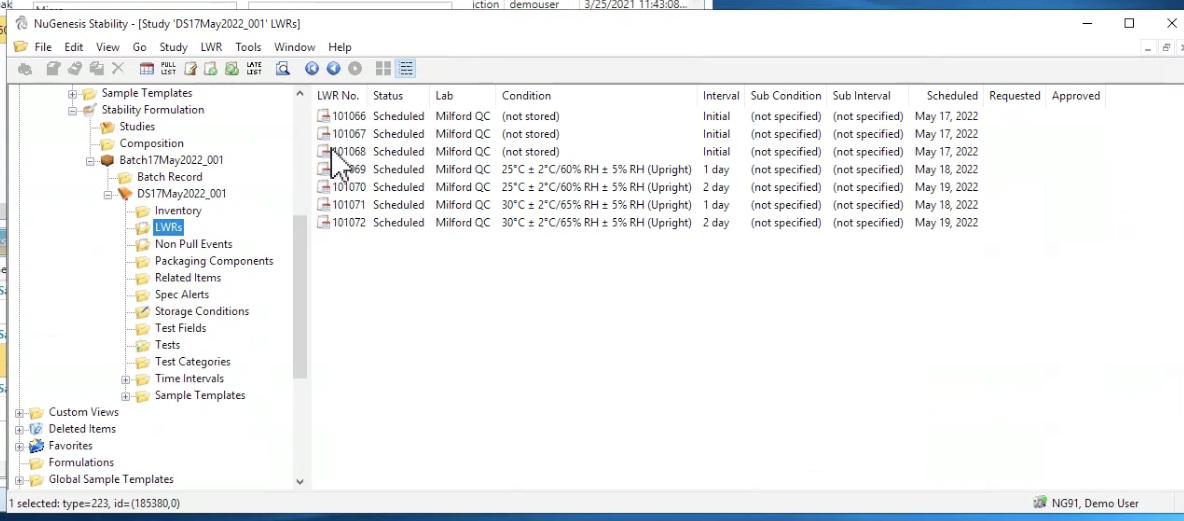 iction demouser 3/25/2021 11:43:08...
NuGenesis Stability - [Study 'DS17May2022_001' LWRs]
File Edit View Go Study LWR Tools Window Help
PULL LIST LATE LIST
Sample Templates
Stability Formulation
Studies
Composition
Batch17May2022_001
Batch Record
DS17May2022_001
Inventory
LWRs
Non Pull Events
Packaging Components
Related Items
Spec Alerts
Storage Conditions
Test Fields
Tests
Test Categories
Time Intervals
Sample Templates
Custom Views
Deleted Items
Favorites
Formulations
Global Sample Templates
LWR No. Status Lab Condition Interval Sub Condition Sub Interval Scheduled Requested Approved
101066 Scheduled Milford QC (not stored) Initial (not specified) (not specified) May 17, 2022
101067 Scheduled Milford QC (not stored) Initial (not specified) (not specified) May 17, 2022
101068 Scheduled Milford QC (not stored) Initial (not specified) (not specified) May 17, 2022
069 Scheduled Milford QC 25°C ± 2°C/60% RH ± 5% RH (Upright) 1 day (not specified) (not specified) May 18, 2022
101070 Scheduled Milford QC 25°C ± 2°C/60% RH ± 5% RH (Upright) 2 day (not specified) (not specified) May 19, 2022
101071 Scheduled Milford QC 30°C ± 2°C/65% RH ± 5% RH (Upright) 1 day (not specified) (not specified) May 18, 2022
101072 Scheduled Milford QC 30°C ± 2°C/65% RH ± 5% RH (Upright) 2 day (not specified) (not specified) May 19, 2022
1 selected: type=223, id=(185380,0)
NG91, Demo User